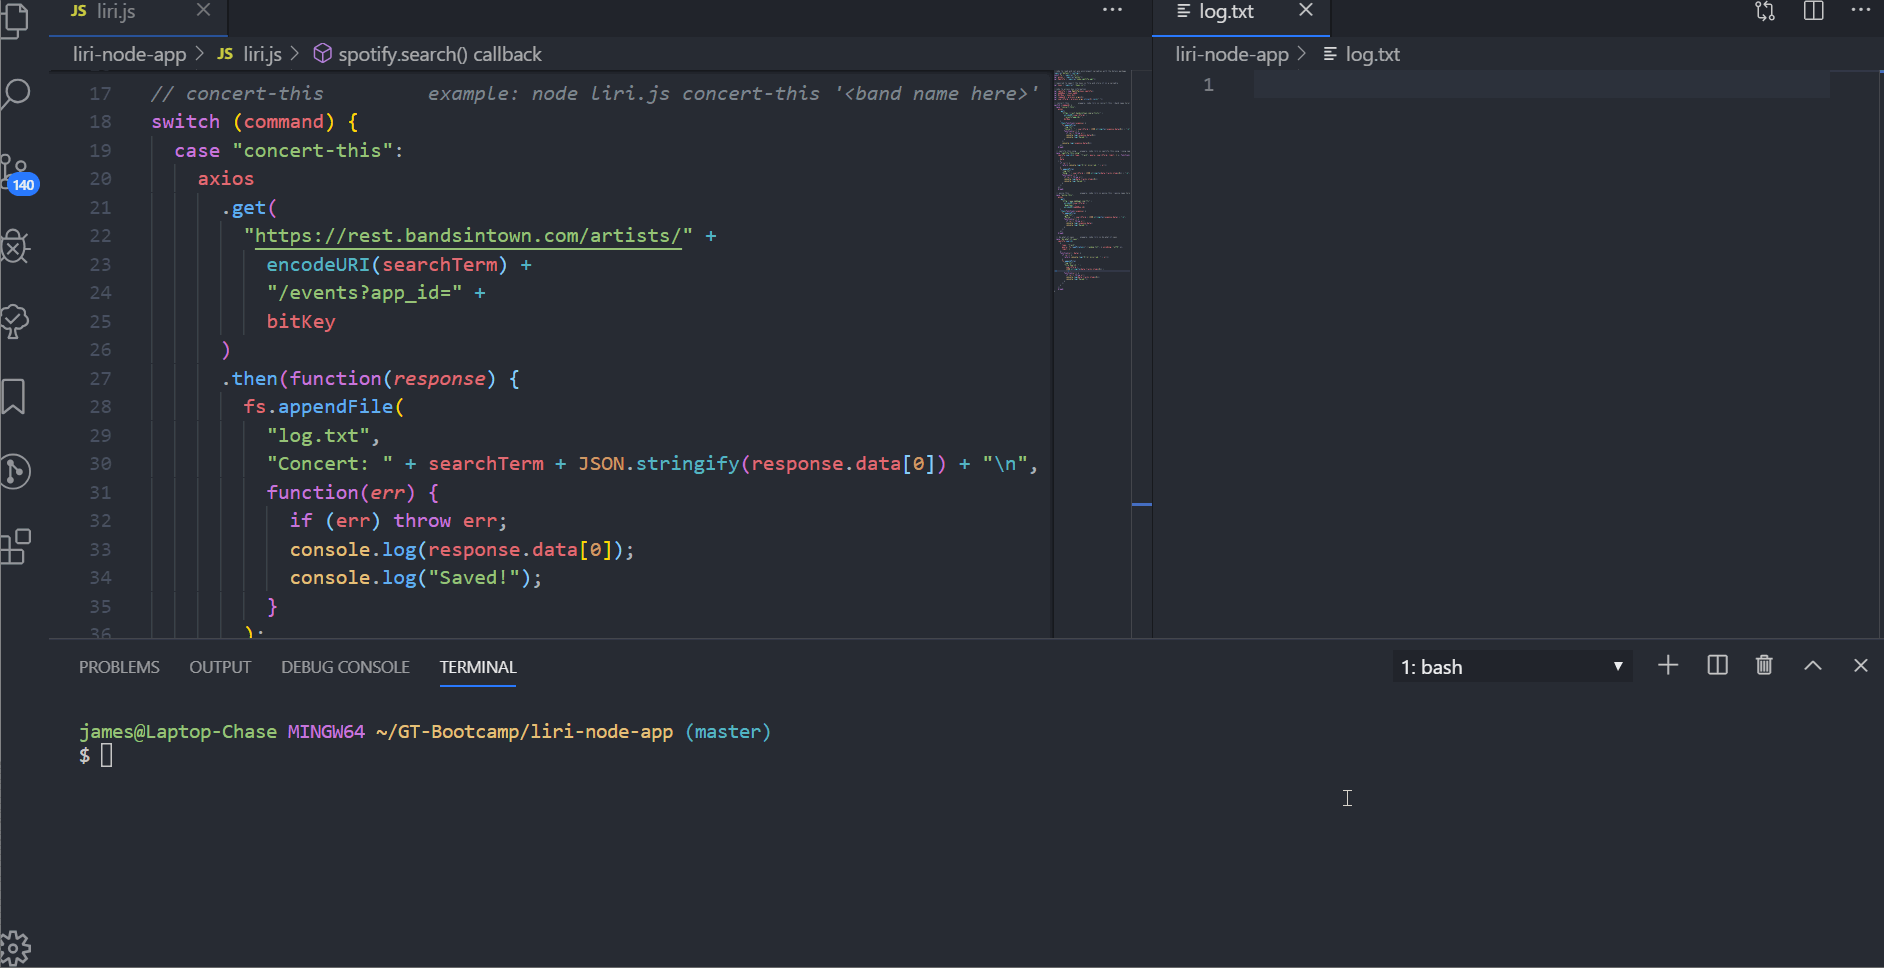 JS liri.js
log.txt
liri-node-app > JS liri.js > spotify.search() callback
liri-node-app > log.txt
17 // concert-this example: node liri.js concert-this '<band name here>'
18 switch (command) {
19 case "concert-this":
20 axios
21 .get(
22 "https://rest.bandsintown.com/artists/" +
23 encodeURI(searchTerm) +
24 "/events?app_id=" +
25 bitKey
26 )
27 .then(function(response) {
28 fs.appendFile(
29 "log.txt",
30 "Concert: " + searchTerm + JSON.stringify(response.data[0]) + "\n",
31 function(err) {
32 if (err) throw err;
33 console.log(response.data[0]);
34 console.log("Saved!");
35 }
36 );
1
140
PROBLEMS OUTPUT DEBUG CONSOLE TERMINAL
1: bash
james@Laptop-Chase MINGW64 ~/GT-Bootcamp/liri-node-app (master)
$